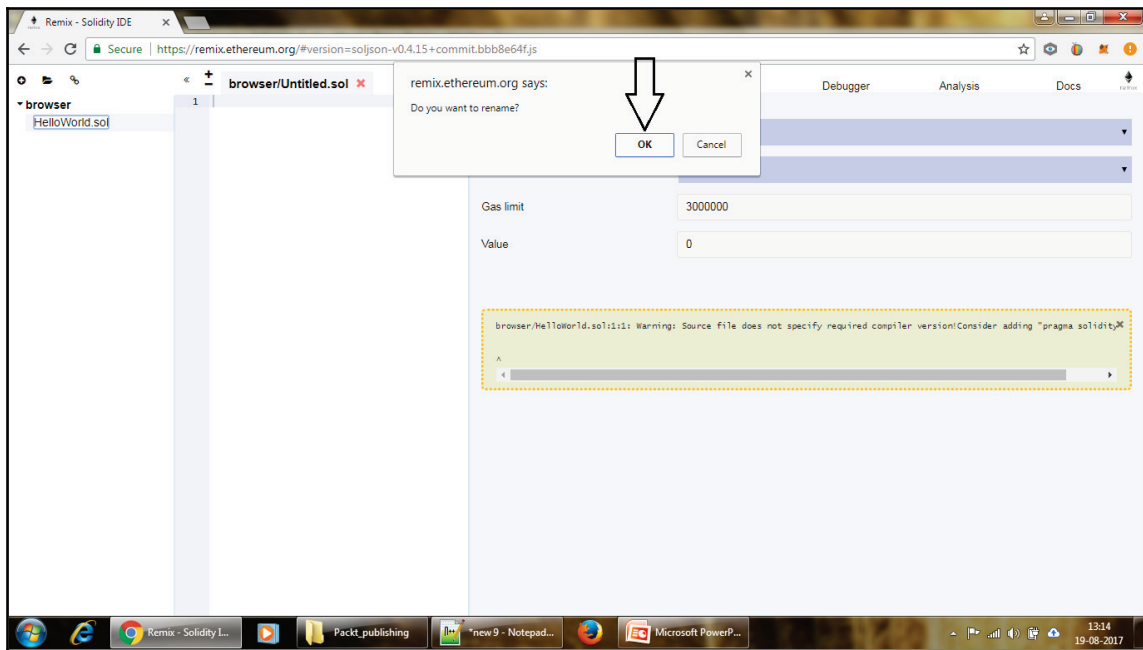 Remix - Solidity IDE
Secure | https://remix.ethereum.org/#version=soljson-v0.4.15+commit.bbb8e64f.js
browser/Untitled.sol
browser
HelloWorld.sol
1
remix.ethereum.org says:
Do you want to rename?
OK
Cancel
Debugger
Analysis
Docs
remix
Gas limit
3000000
Value
0
browser/HelloWorld.sol:1:1: Warning: Source file does not specify required compiler version!Consider adding "pragma solidity
^
Remix - Solidity I...
Packt_publishing
*new 9 - Notepad...
Microsoft PowerP...
13:14
19-08-2017